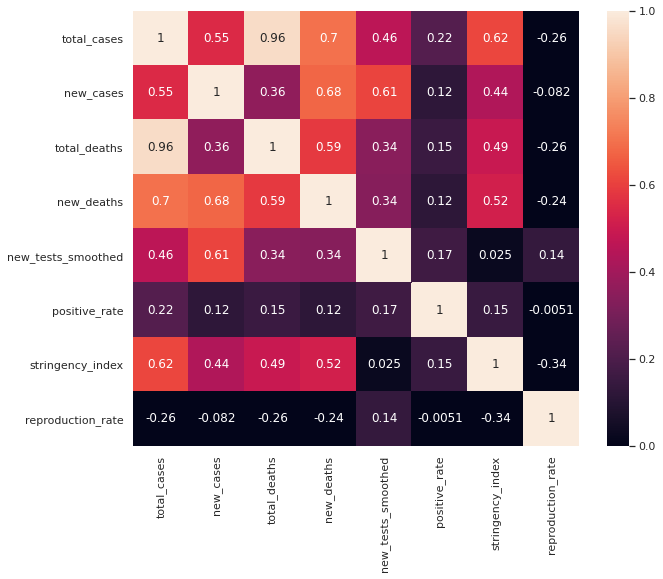 total_cases 1 0.55 0.96 0.7 0.46 0.22 0.62 -0.26
new_cases 0.55 1 0.36 0.68 0.61 0.12 0.44 -0.082
total_deaths 0.96 0.36 1 0.59 0.34 0.15 0.49 -0.26
new_deaths 0.7 0.68 0.59 1 0.34 0.12 0.52 -0.24
new_tests_smoothed 0.46 0.61 0.34 0.34 1 0.17 0.025 0.14
positive_rate 0.22 0.12 0.15 0.12 0.17 1 0.15 -0.0051
stringency_index 0.62 0.44 0.49 0.52 0.025 0.15 1 -0.34
reproduction_rate -0.26 -0.082 -0.26 -0.24 0.14 -0.0051 -0.34 1
total_cases
new_cases
total_deaths
new_deaths
new_tests_smoothed
positive_rate
stringency_index
reproduction_rate
1.0
0.8
0.6
0.4
0.2
0.0